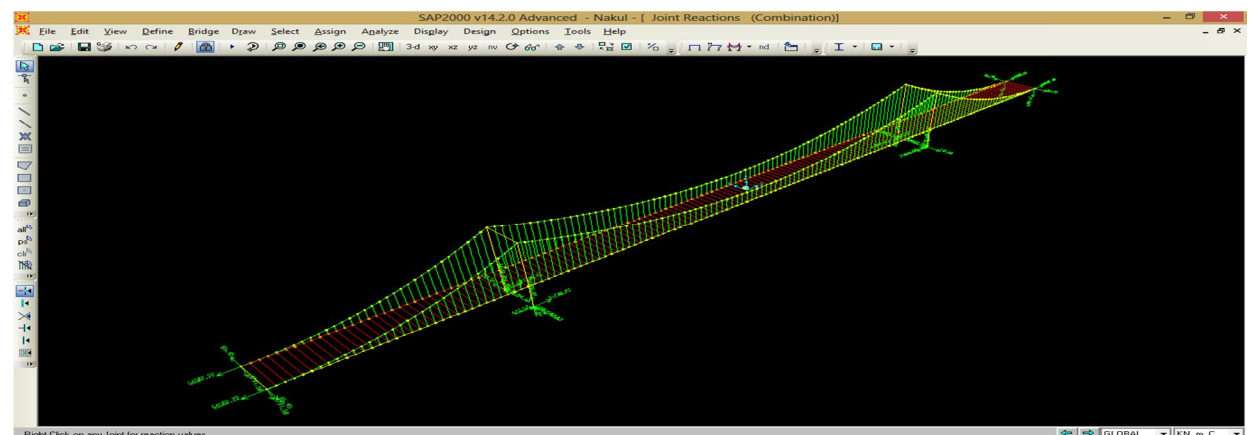 SAP2000 v14.2.0 Advanced - Nakul - [ Joint Reactions (Combination)]
File Edit View Define Bridge Draw Select Assign Analyze Display Design Options Tools Help
3-d xy xz yz nv nd
all
ps
clr
Right Click on any Joint for reaction values
GLOBAL KN, m, C